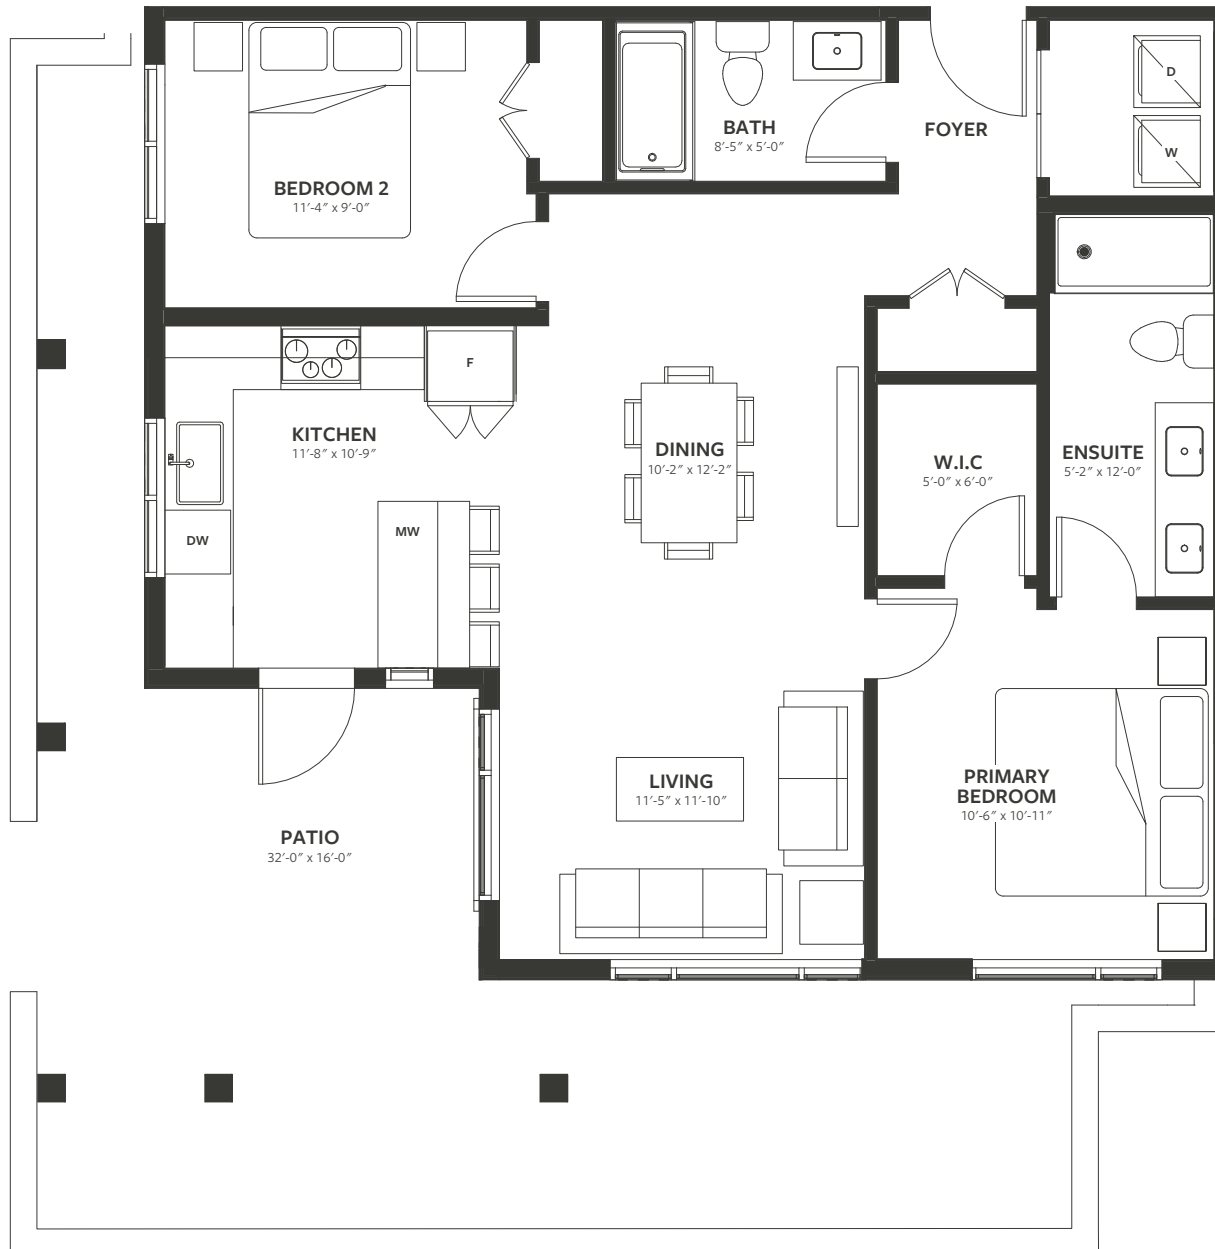 D
W
BATH
8′-5″ x 5′-0″
FOYER
BEDROOM 2
11′-4″ x 9′-0″
F
KITCHEN
11′-8″ x 10′-9″
DINING
10′-2″ x 12′-2″
W.I.C
5′-0″ x 6′-0″
ENSUITE
5′-2″ x 12′-0″
DW
MW
LIVING
11′-5″ x 11′-10″
PRIMARY
BEDROOM
10′-6″ x 10′-11″
PATIO
32′-0″ x 16′-0″